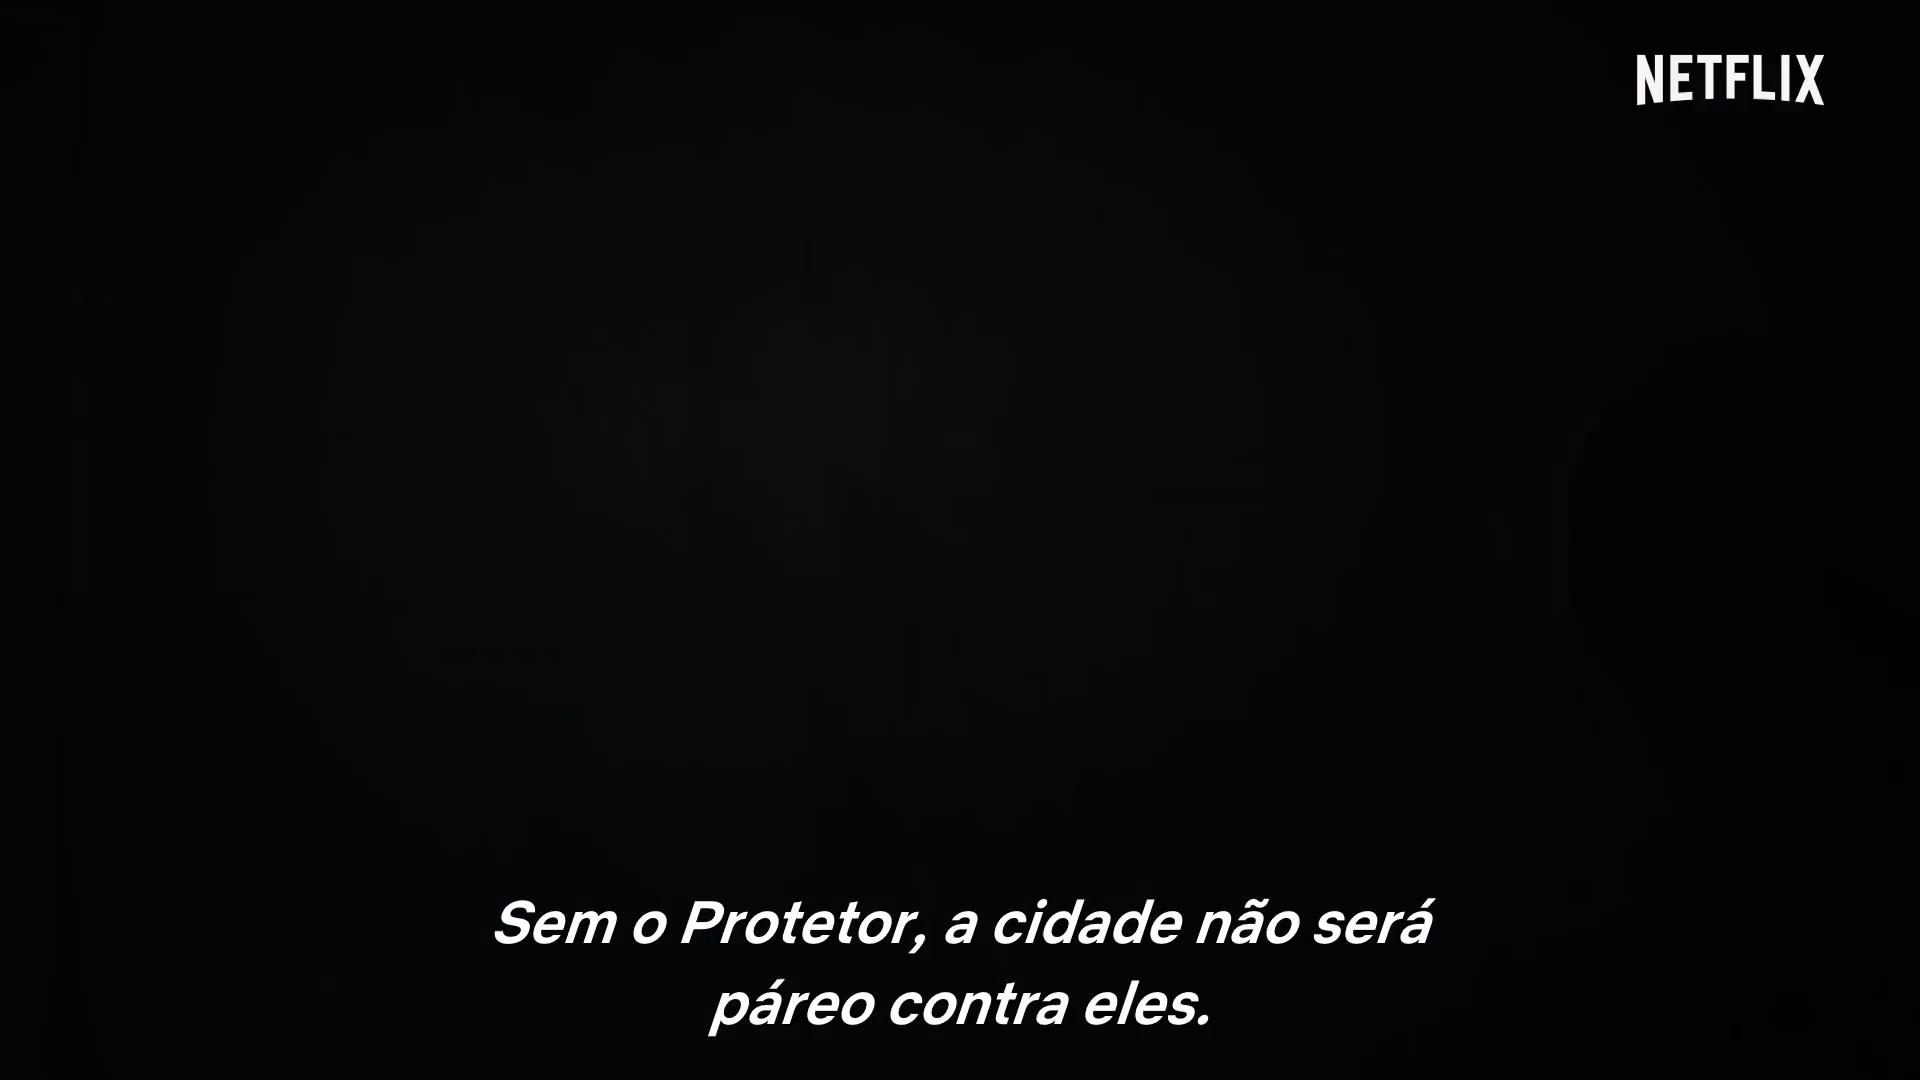 NETFLIX
Sem o Protetor, a cidade não será
páreo contra eles.